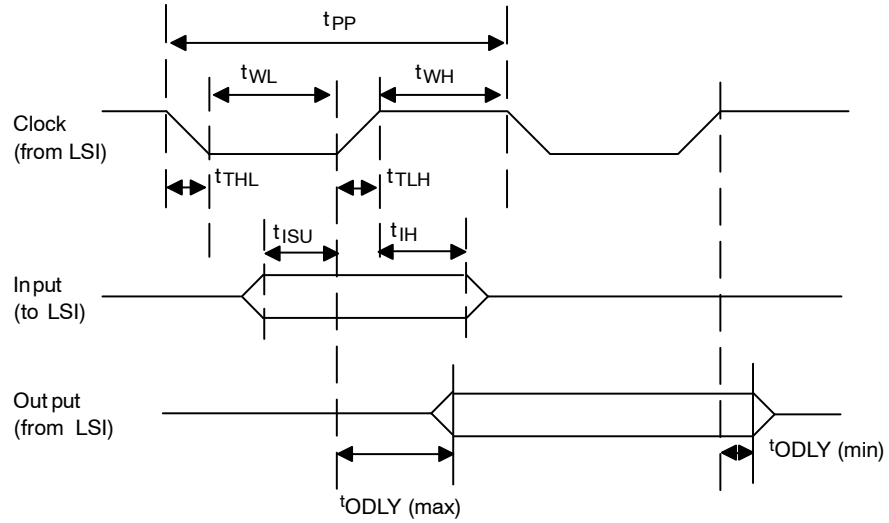 tPP
tWL
tWH
Clock
(from LSI)
tTHL
tTLH
tISU
tIH
Input
(to LSI)
Output
(from LSI)
tODLY (min)
tODLY (max)